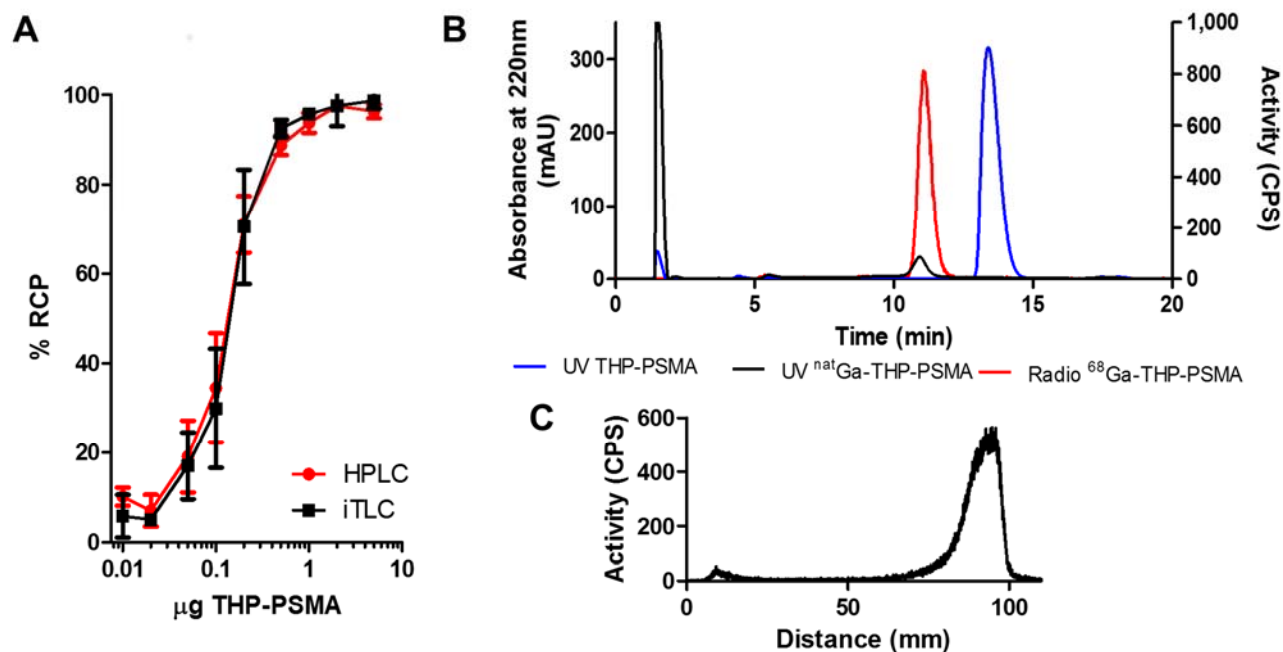 A
% RCP
100
80
60
40
20
0
0.01 0.1 1 10
μg THP-PSMA
HPLC
iTLC
B
Absorbance at 220nm
(mAU)
300
200
100
0
1,000
800
600
400
200
0
Activity (CPS)
0 5 10 15 20
Time (min)
UV THP-PSMA UV natGa-THP-PSMA Radio 68Ga-THP-PSMA
C
Activity (CPS)
600
400
200
0
0 50 100
Distance (mm)